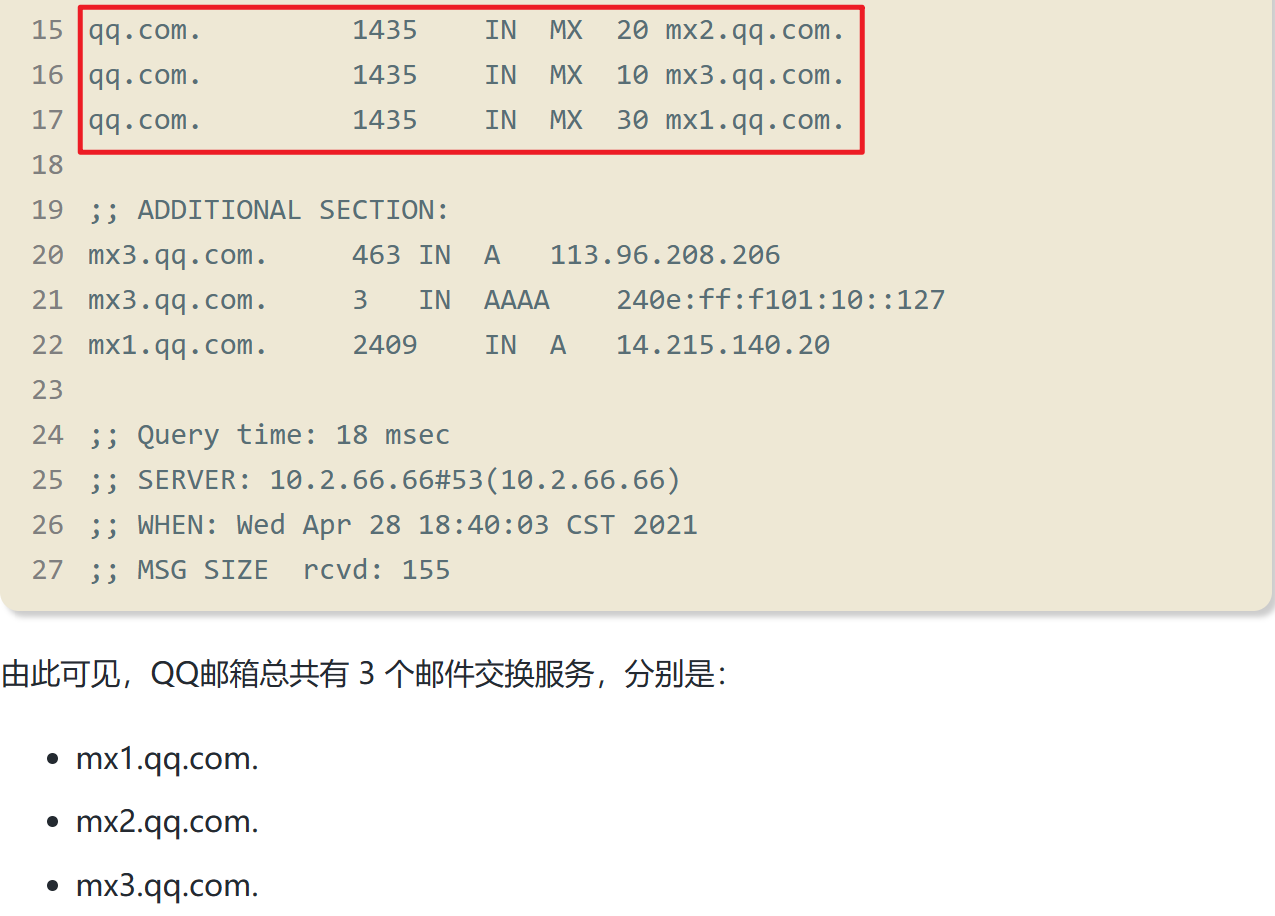 15 qq.com. 1435 IN MX 20 mx2.qq.com.
16 qq.com. 1435 IN MX 10 mx3.qq.com.
17 qq.com. 1435 IN MX 30 mx1.qq.com.
18
19 ;; ADDITIONAL SECTION:
20 mx3.qq.com. 463 IN A 113.96.208.206
21 mx3.qq.com. 3 IN AAAA 240e:ff:f101:10::127
22 mx1.qq.com. 2409 IN A 14.215.140.20
23
24 ;; Query time: 18 msec
25 ;; SERVER: 10.2.66.66#53(10.2.66.66)
26 ;; WHEN: Wed Apr 28 18:40:03 CST 2021
27 ;; MSG SIZE rcvd: 155
由此可见，QQ邮箱总共有 3 个邮件交换服务，分别是：
• mx1.qq.com.
• mx2.qq.com.
• mx3.qq.com.